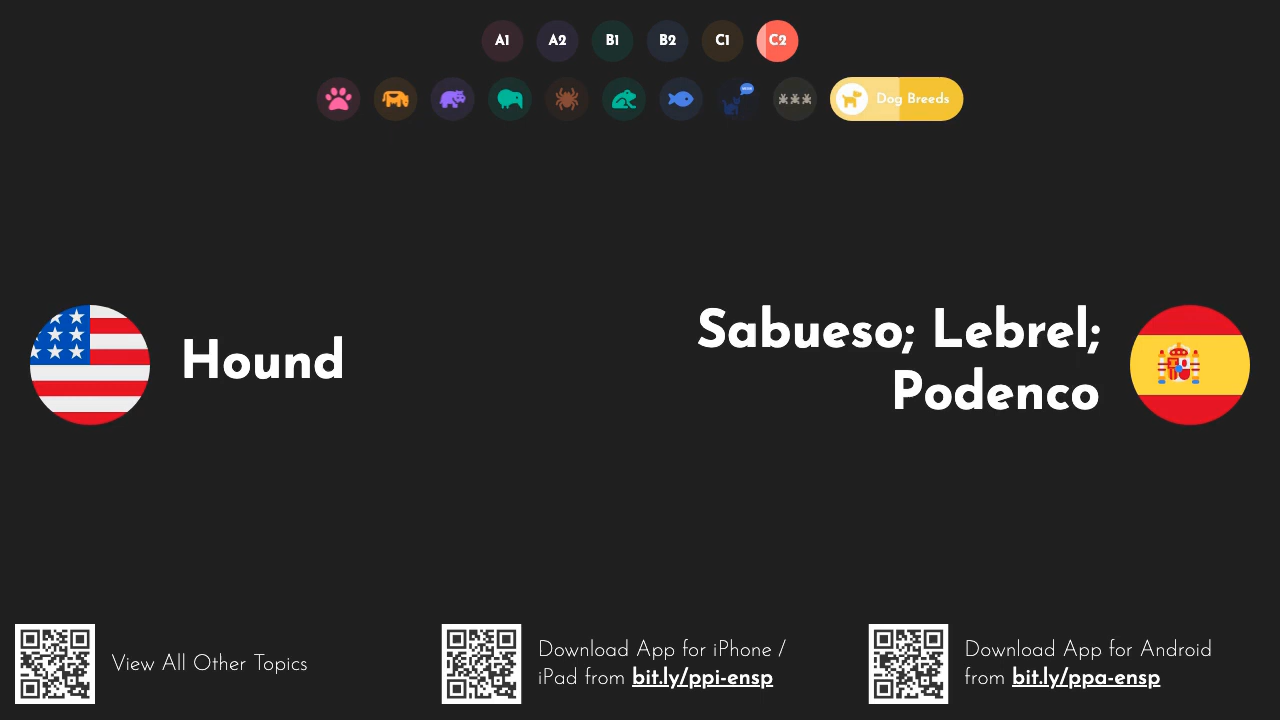 A1 A2 B1 B2 C1 C2
Dog Breeds
Hound
Sabueso; Lebrel;
Podenco
View All Other Topics
Download App for iPhone /
iPad from bit.ly/ppi-ensp
Download App for Android
from bit.ly/ppa-ensp